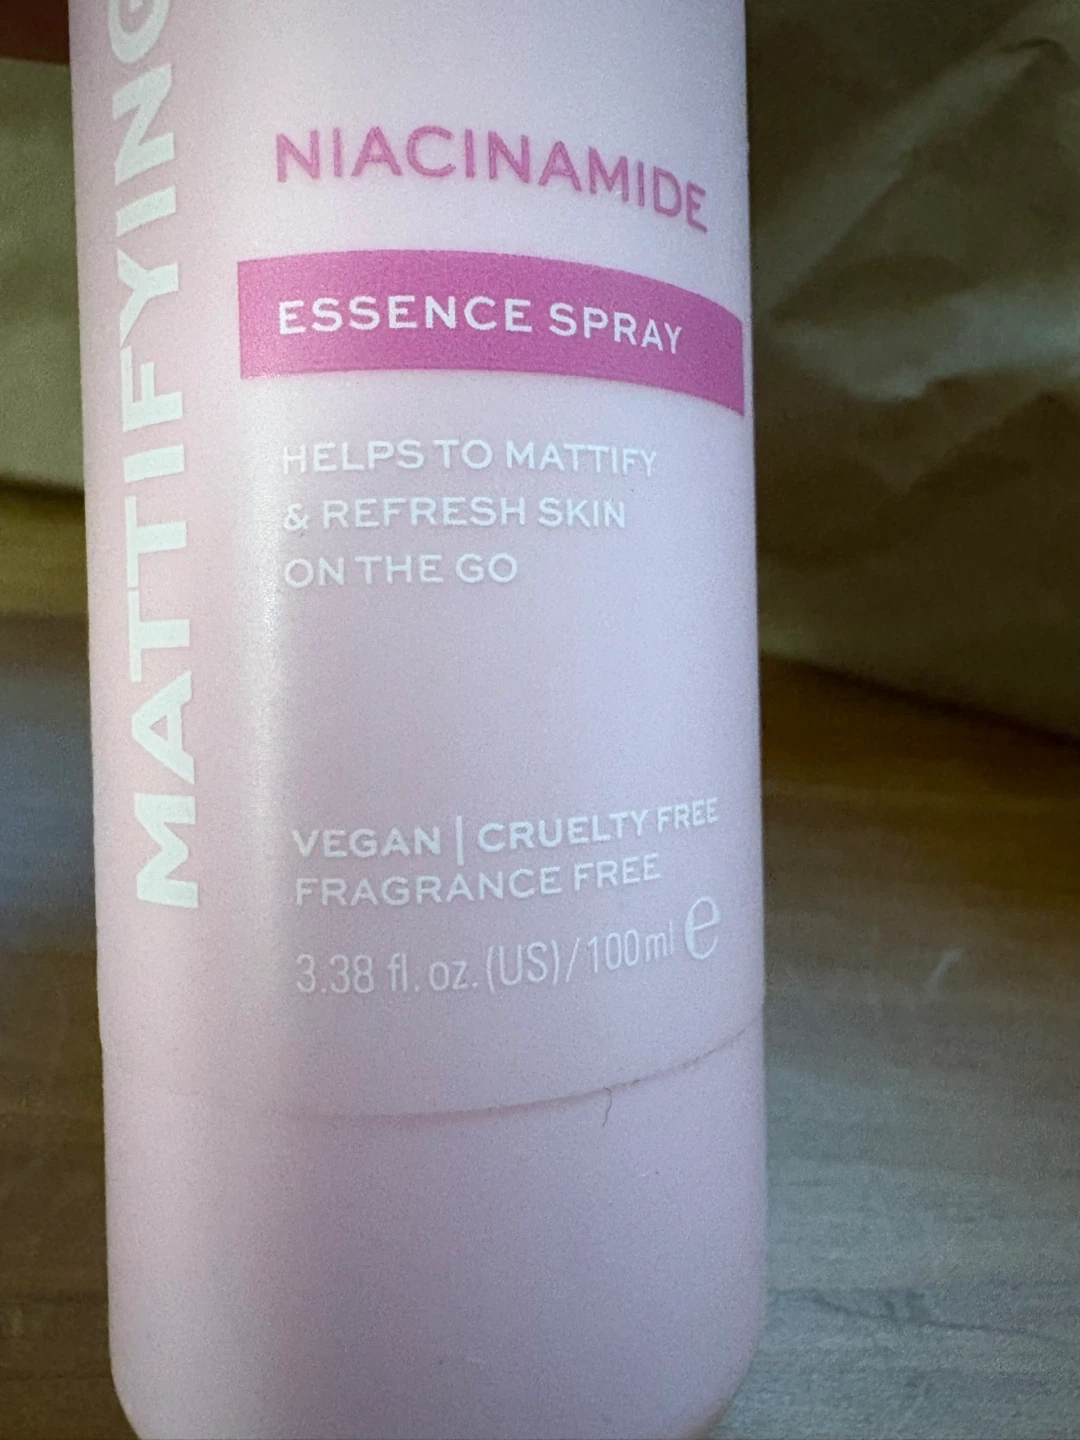 MATTIFYING
NIACINAMIDE
ESSENCE SPRAY
HELPS TO MATTIFY
& REFRESH SKIN
ON THE GO
VEGAN | CRUELTY FREE
FRAGRANCE FREE
3.38 fl. oz. (US)/100ml e